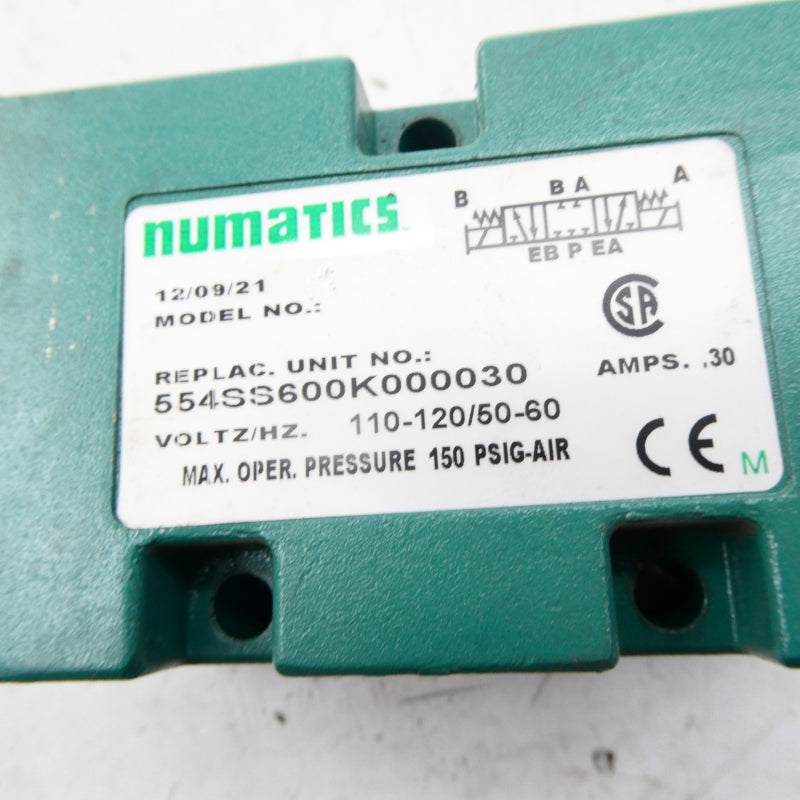 numatics
B B A A
EB P EA
12/09/21
MODEL NO.:
SA
REPLAC. UNIT NO.:
554SS600K000030
AMPS. .30
VOLTZ/HZ. 110-120/50-60
MAX. OPER. PRESSURE 150 PSIG-AIR
CE M